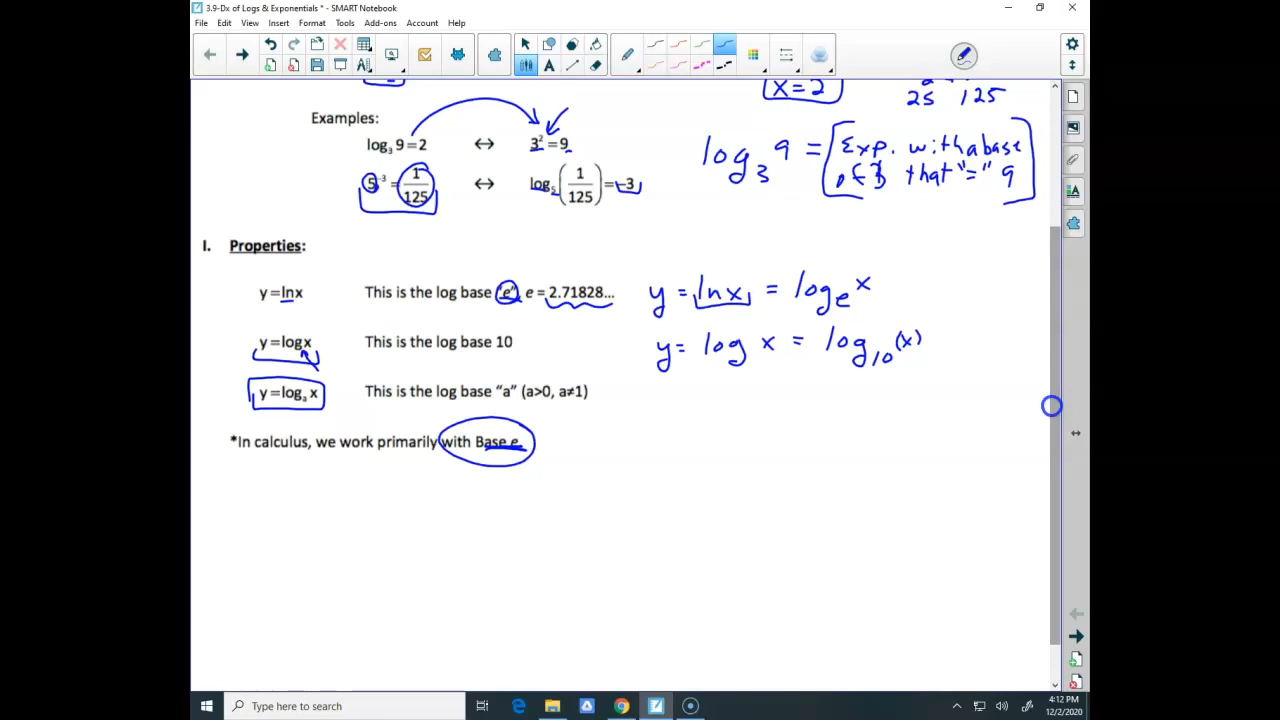 3.9-Dx of Logs & Exponentials * - SMART Notebook
File Edit View Insert Format Tools Add-ons Account Help
x=2
25 125
Examples:
log₃ 9 = 2 ↔ 3² = 9
log₃ 9 = Exp. with a base
of 3 that "=" 9
5⁻³ = 1/125 ↔ log₅(1/125) = -3
I. Properties:
y = lnx This is the log base "e" e = 2.71828...
y = ln x = logₑ x
y = logx This is the log base 10
y = log x = log₁₀(x)
y = logₐ x This is the log base "a" (a>0, a≠1)
*In calculus, we work primarily with Base e
Type here to search
4:12 PM
12/2/2020